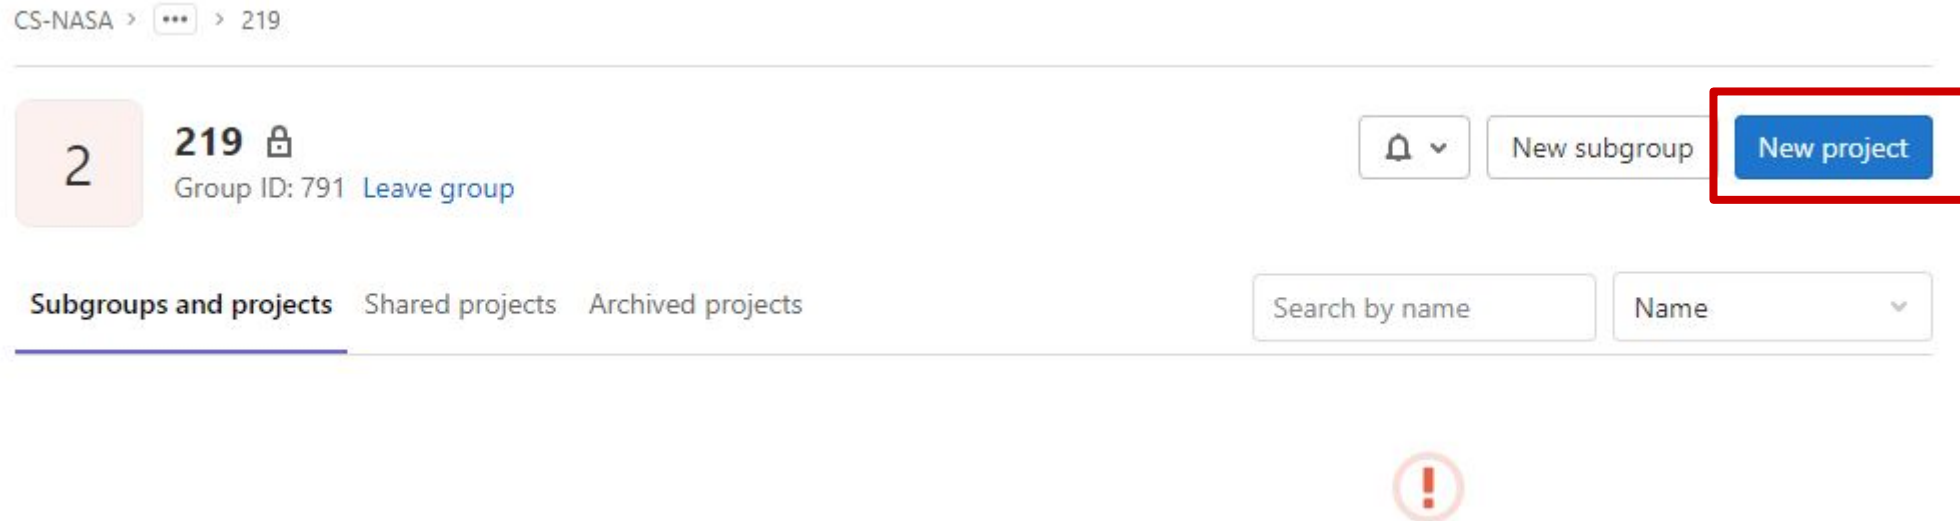 CS-NASA > ••• > 219
2
219
Group ID: 791 Leave group
New subgroup
New project
Subgroups and projects Shared projects Archived projects
Search by name
Name